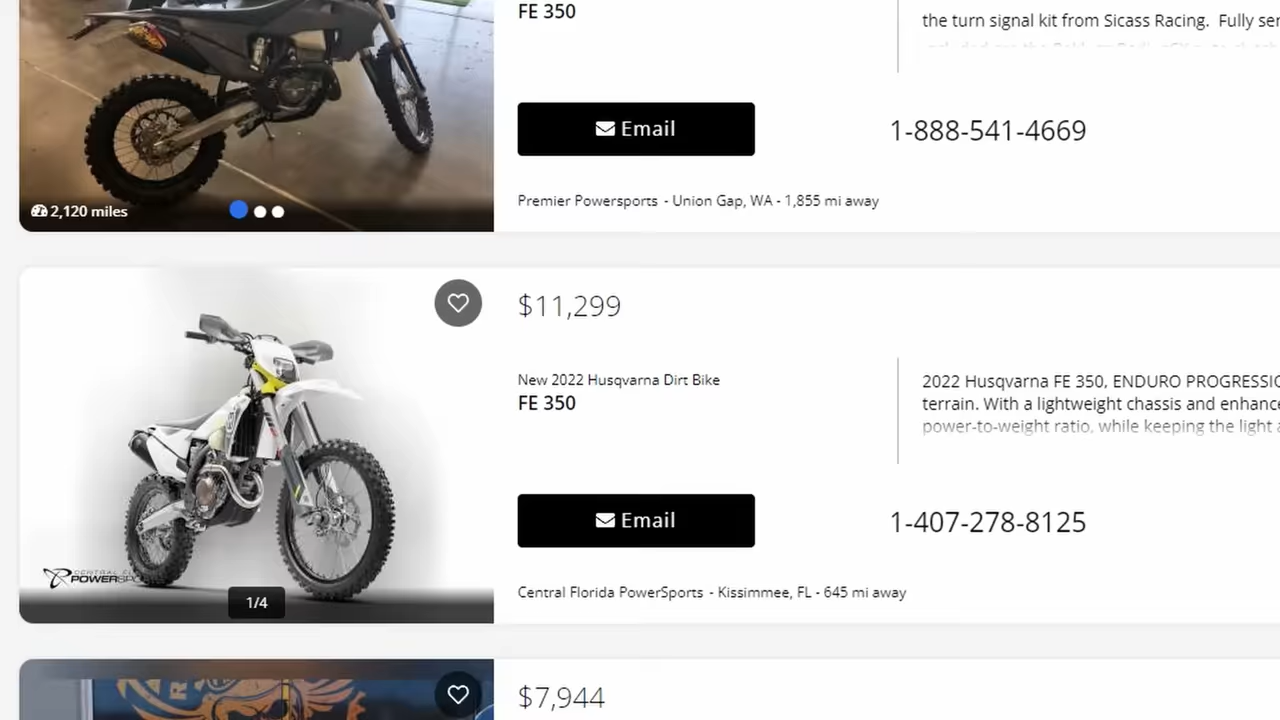 FE 350
the turn signal kit from Sicass Racing. Fully ser
Email
1-888-541-4669
2,120 miles
Premier Powersports - Union Gap, WA - 1,855 mi away
$11,299
New 2022 Husqvarna Dirt Bike
FE 350
2022 Husqvarna FE 350, ENDURO PROGRESSIO
terrain. With a lightweight chassis and enhance
power-to-weight ratio, while keeping the light a
Email
1-407-278-8125
POWERSPO
1/4
Central Florida PowerSports - Kissimmee, FL - 645 mi away
$7,944